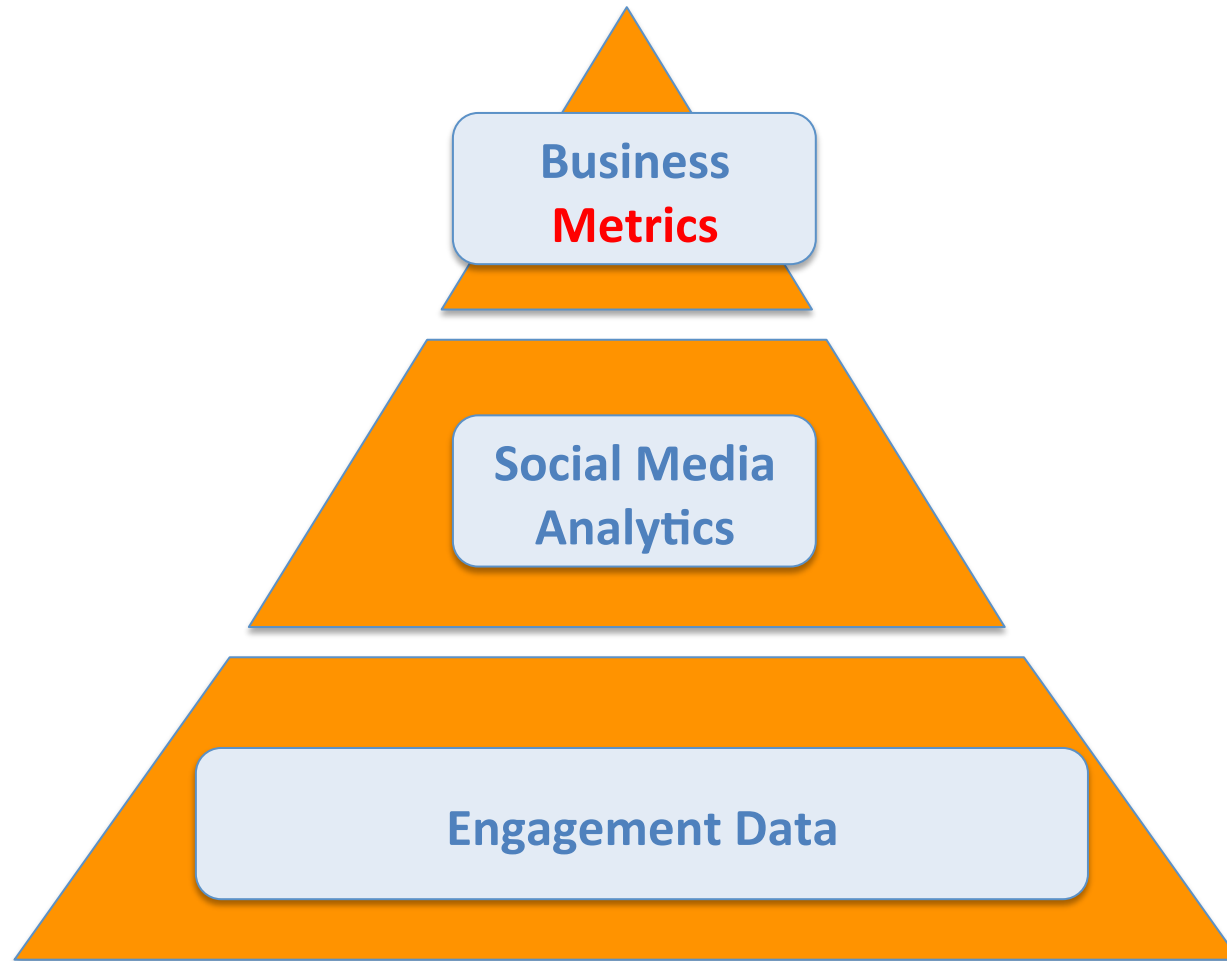 Business
Metrics
Social Media
Analytics
Engagement Data